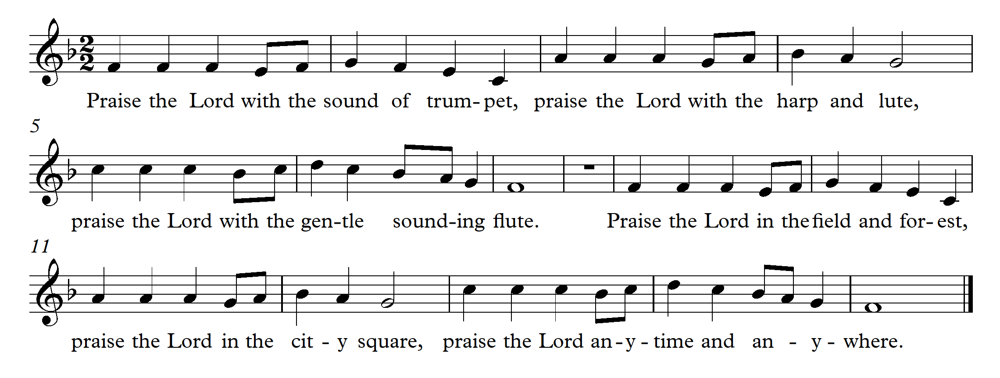 2
2
Praise the Lord with the sound of trum-pet, praise the Lord with the harp and lute,
5
praise the Lord with the gen-tle sound-ing flute. Praise the Lord in the field and for-est,
11
praise the Lord in the cit - y square, praise the Lord an-y-time and an - y - where.